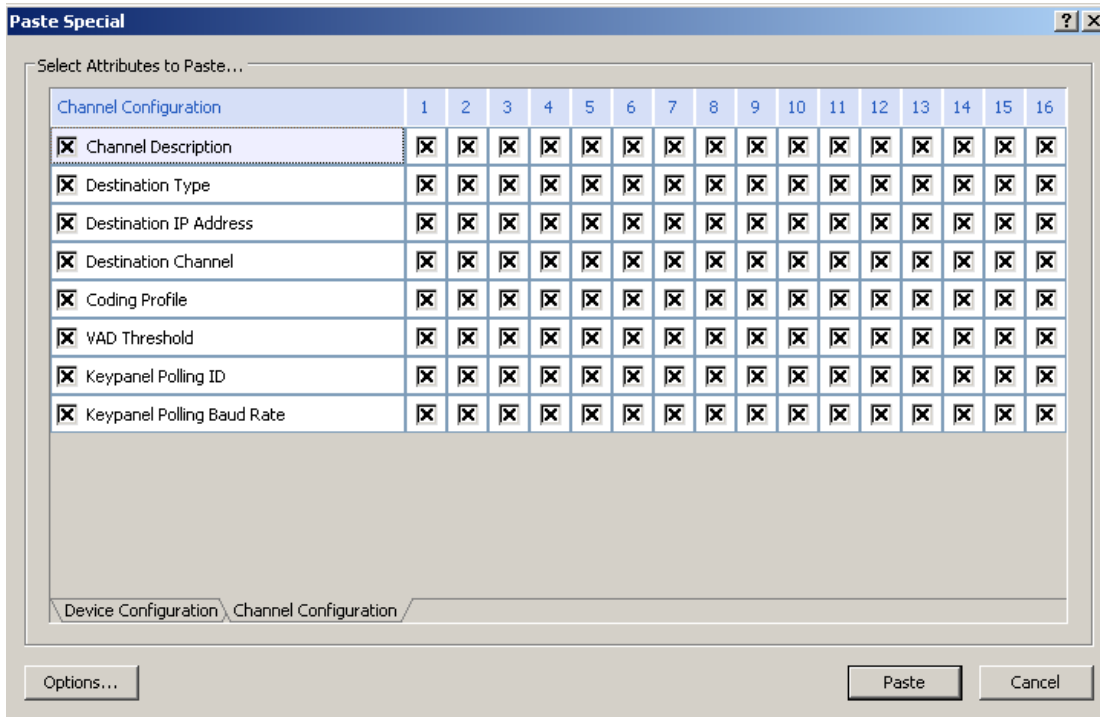 Paste Special
Select Attributes to Paste...
Channel Configuration 1 2 3 4 5 6 7 8 9 10 11 12 13 14 15 16
Channel Description
Destination Type
Destination IP Address
Destination Channel
Coding Profile
VAD Threshold
Keypanel Polling ID
Keypanel Polling Baud Rate
Device Configuration Channel Configuration
Options... Paste Cancel